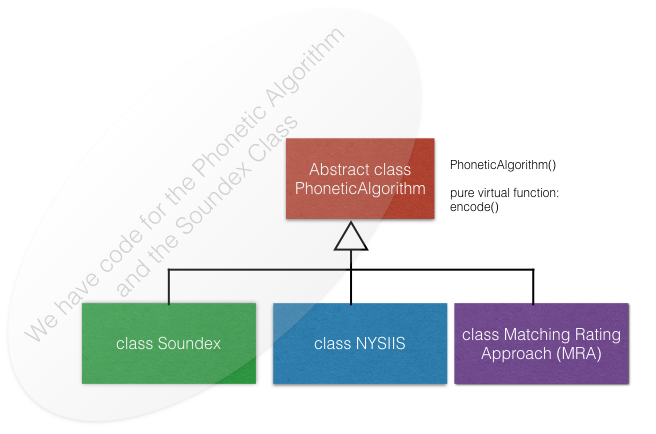 We have code for the Phonetic Algorithm
and the Soundex Class
Abstract class
PhoneticAlgorithm
PhoneticAlgorithm()
pure virtual function:
encode()
class Soundex
class NYSIIS
class Matching Rating
Approach (MRA)